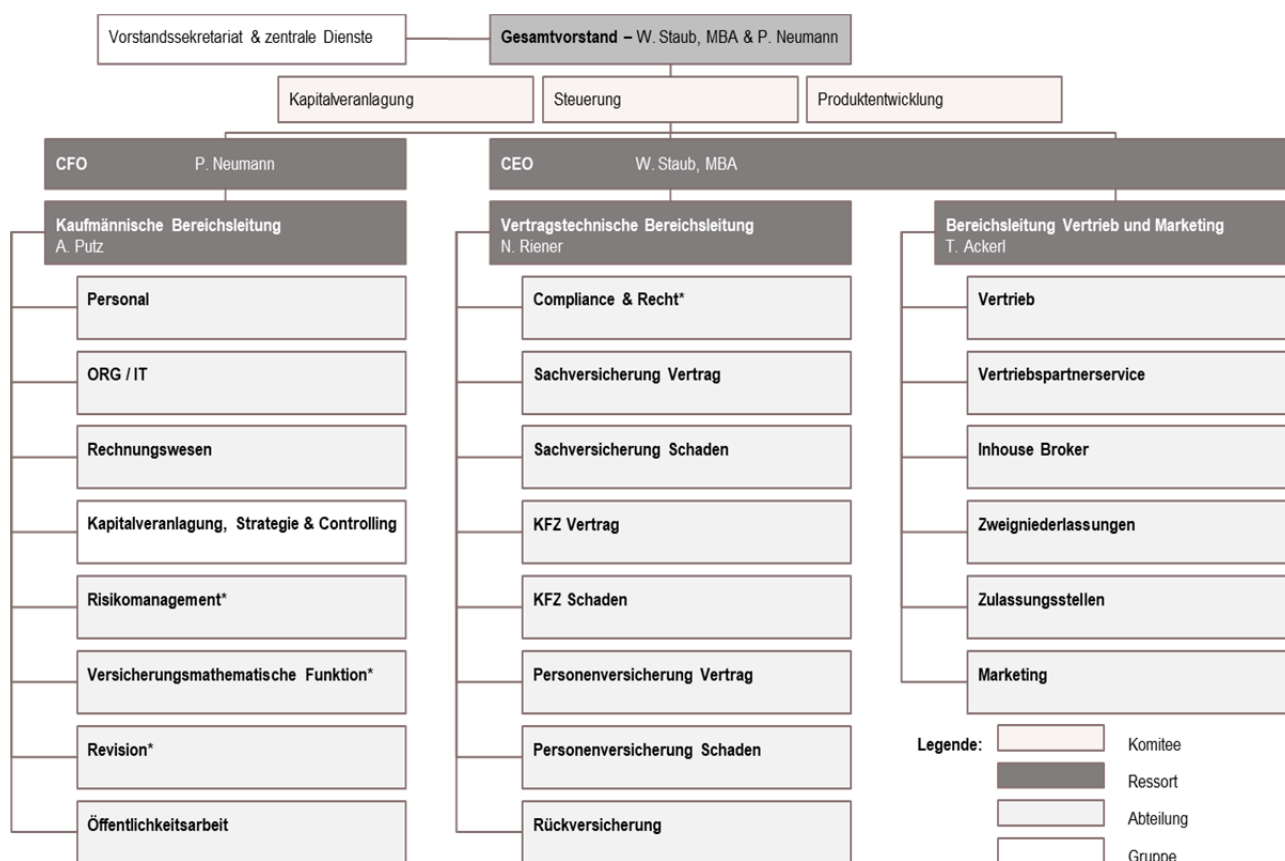 Vorstandssekretariat & zentrale Dienste
Gesamtvorstand – W. Staub, MBA & P. Neumann
Kapitalveranlagung
Steuerung
Produktentwicklung
CFO P. Neumann
CEO W. Staub, MBA
Kaufmännische Bereichsleitung
A. Putz
Personal
ORG / IT
Rechnungswesen
Kapitalveranlagung, Strategie & Controlling
Risikomanagement*
Versicherungsmathematische Funktion*
Revision*
Öffentlichkeitsarbeit
Vertragstechnische Bereichsleitung
N. Riener
Compliance & Recht*
Sachversicherung Vertrag
Sachversicherung Schaden
KFZ Vertrag
KFZ Schaden
Personenversicherung Vertrag
Personenversicherung Schaden
Rückversicherung
Bereichsleitung Vertrieb und Marketing
T. Ackerl
Vertrieb
Vertriebspartnerservice
Inhouse Broker
Zweigniederlassungen
Zulassungsstellen
Marketing
Legende:
Komitee
Ressort
Abteilung
Gruppe